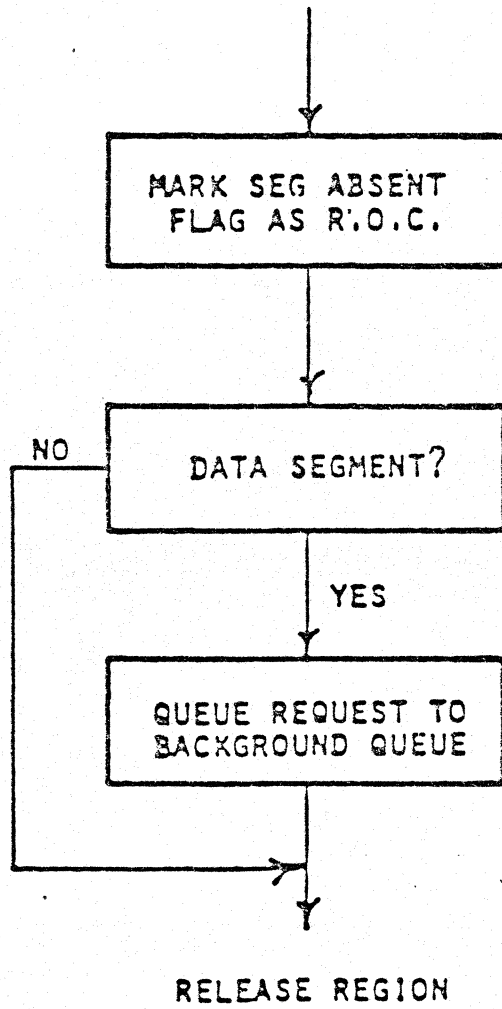 MARK SEG ABSENT
FLAG AS R.O.C.
NO
DATA SEGMENT?
YES
QUEUE REQUEST TO
BACKGROUND QUEUE
RELEASE REGION